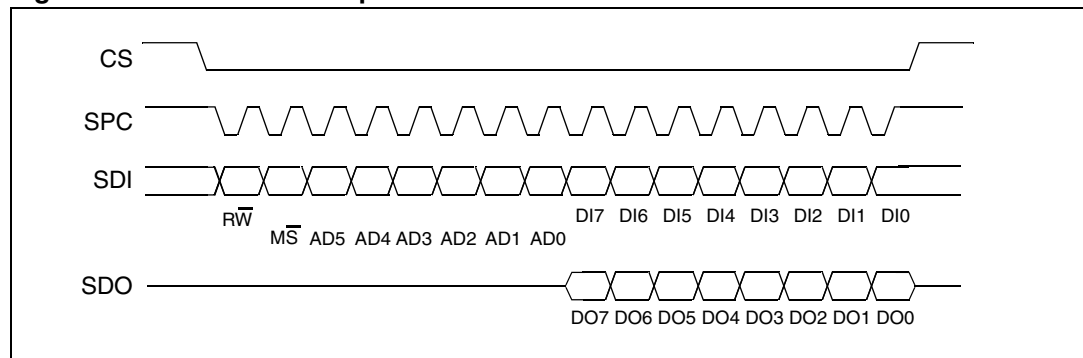 CS
SPC
SDI
RW̅
MS̅ AD5 AD4 AD3 AD2 AD1 AD0
DI7 DI6 DI5 DI4 DI3 DI2 DI1 DI0
SDO
DO7 DO6 DO5 DO4 DO3 DO2 DO1 DO0